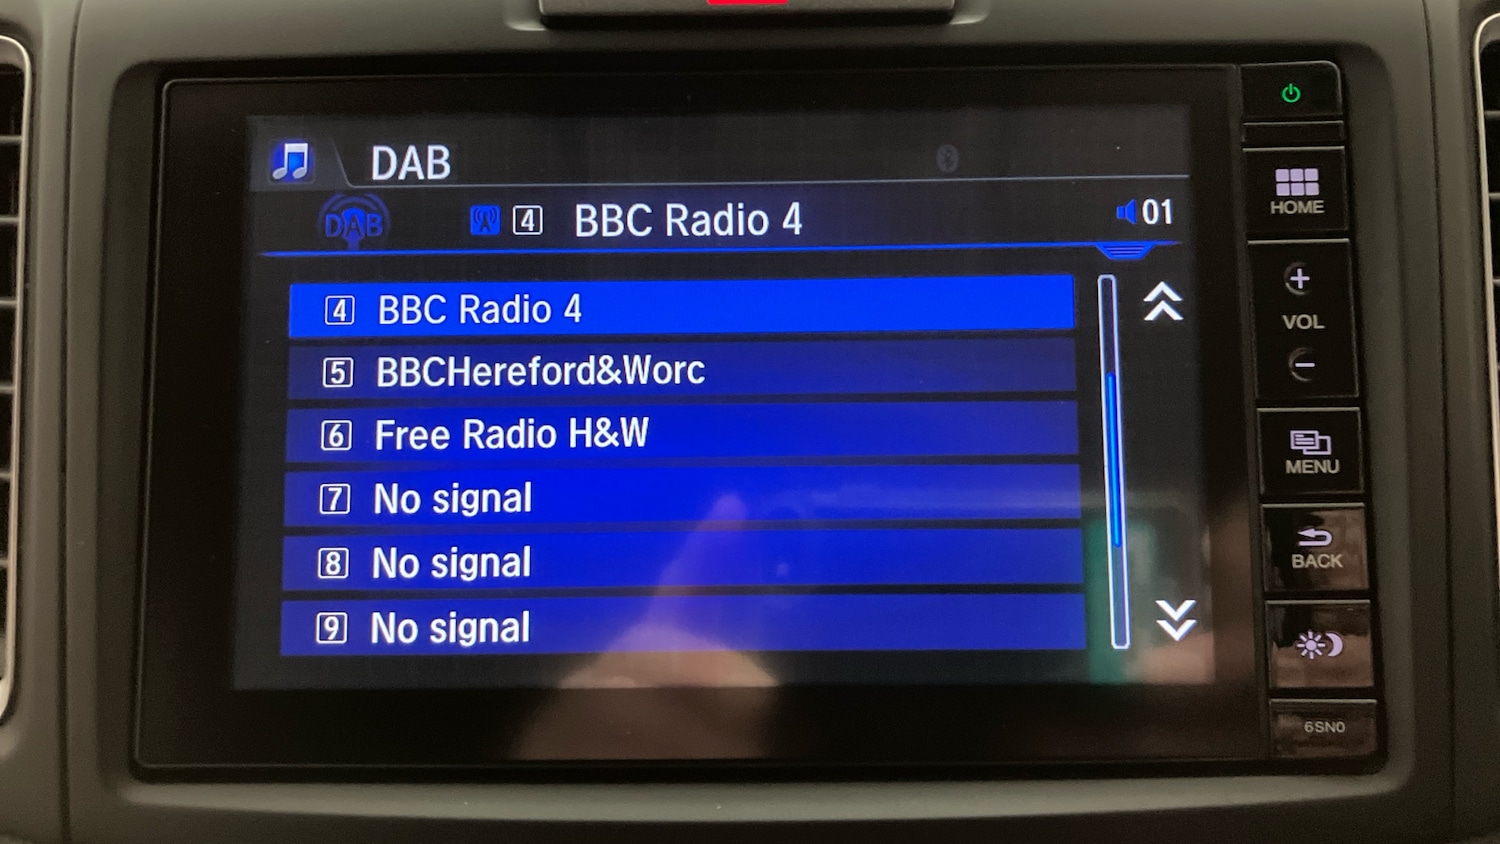 DAB
DAB 4 BBC Radio 4 01
4 BBC Radio 4
5 BBCHereford&Worc
6 Free Radio H&W
7 No signal
8 No signal
9 No signal
HOME
+
VOL
−
MENU
BACK
6SN0